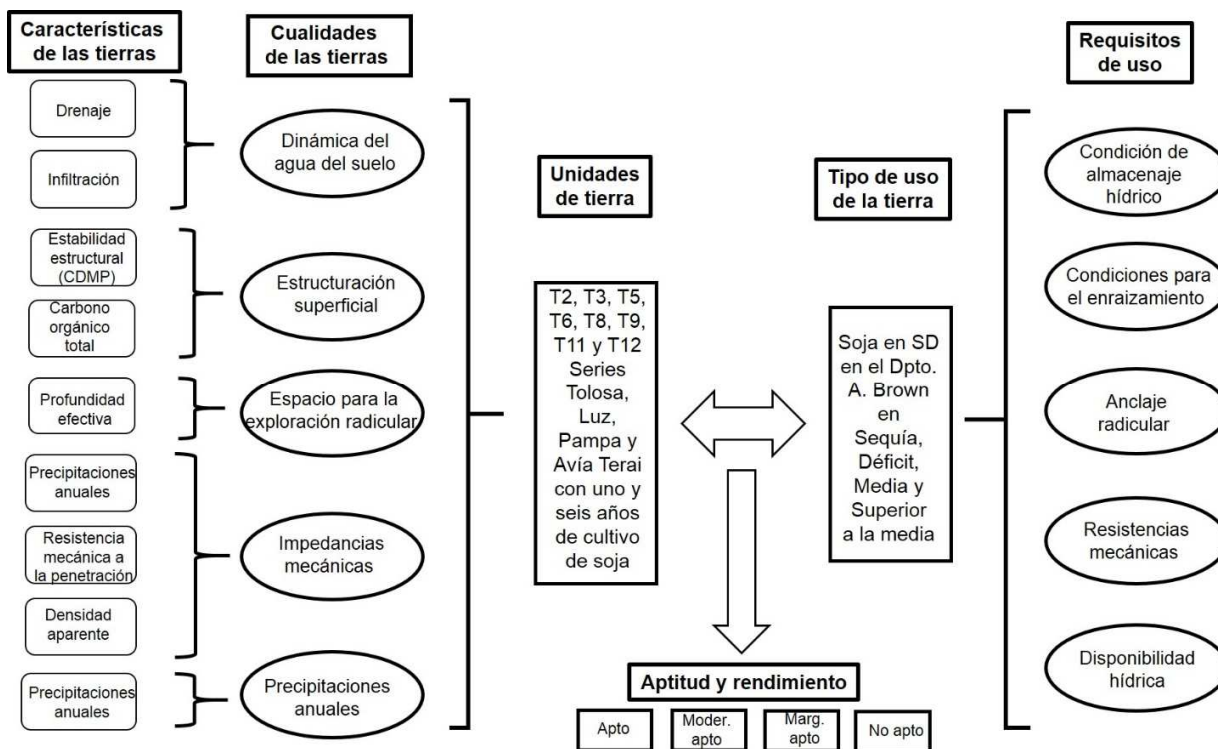 Características
de las tierras
Drenaje
Infiltración
Estabilidad
estructural
(CDMP)
Carbono
orgánico
total
Profundidad
efectiva
Precipitaciones
anuales
Resistencia
mecánica a
la penetración
Densidad
aparente
Precipitaciones
anuales
Cualidades
de las tierras
Dinámica del
agua del suelo
Estructuración
superficial
Espacio para la
exploración radicular
Impedancias
mecánicas
Precipitaciones
anuales
Unidades
de tierra
T2, T3, T5,
T6, T8, T9,
T11 y T12
Series
Tolosa,
Luz,
Pampa y
Avía Terai
con uno y
seis años
de cultivo
de soja
Tipo de uso
de la tierra
Soja en SD
en el Dpto.
A. Brown
en
Sequía,
Déficit,
Media y
Superior
a la media
Requisitos
de uso
Condición de
almacenaje
hídrico
Condiciones para
el enraizamiento
Anclaje
radicular
Resistencias
mecánicas
Disponibilidad
hídrica
Aptitud y rendimiento
Apto
Moder.
apto
Marg.
apto
No apto